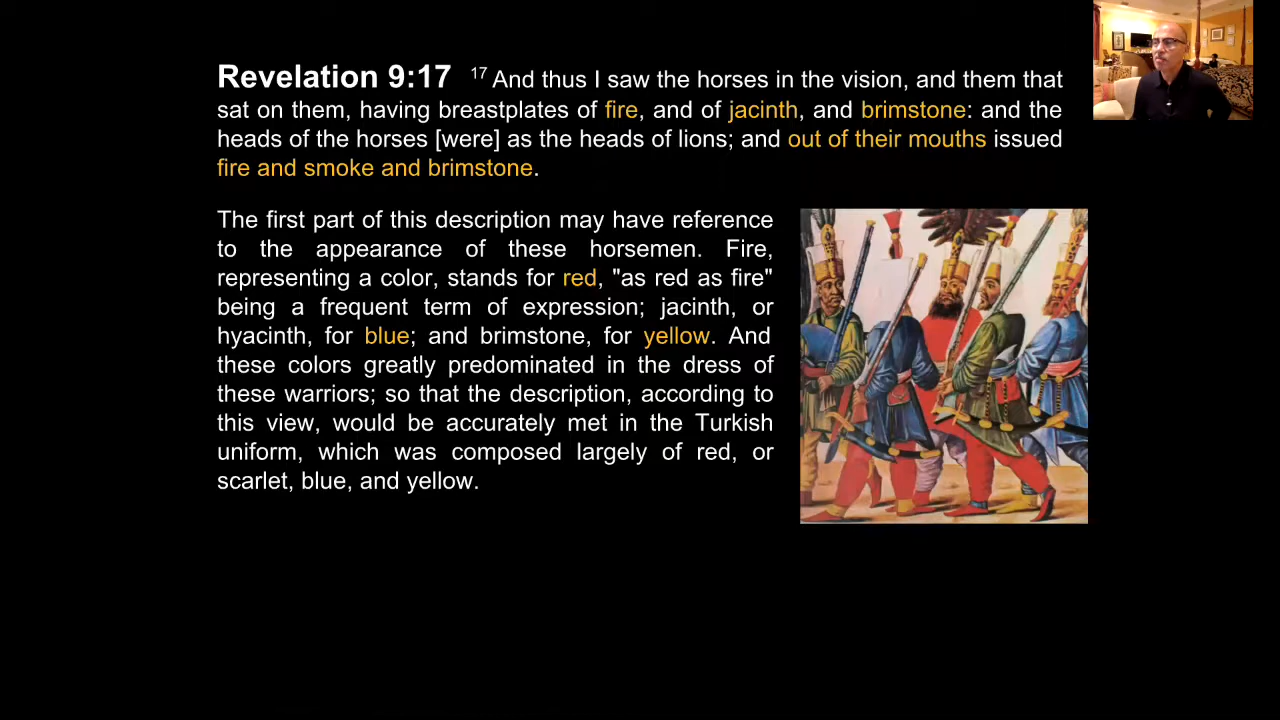 Revelation 9:17 17 And thus I saw the horses in the vision, and them that
sat on them, having breastplates of fire, and of jacinth, and brimstone: and the
heads of the horses [were] as the heads of lions; and out of their mouths issued
fire and smoke and brimstone.
The first part of this description may have reference
to the appearance of these horsemen. Fire,
representing a color, stands for red, "as red as fire"
being a frequent term of expression; jacinth, or
hyacinth, for blue; and brimstone, for yellow. And
these colors greatly predominated in the dress of
these warriors; so that the description, according to
this view, would be accurately met in the Turkish
uniform, which was composed largely of red, or
scarlet, blue, and yellow.